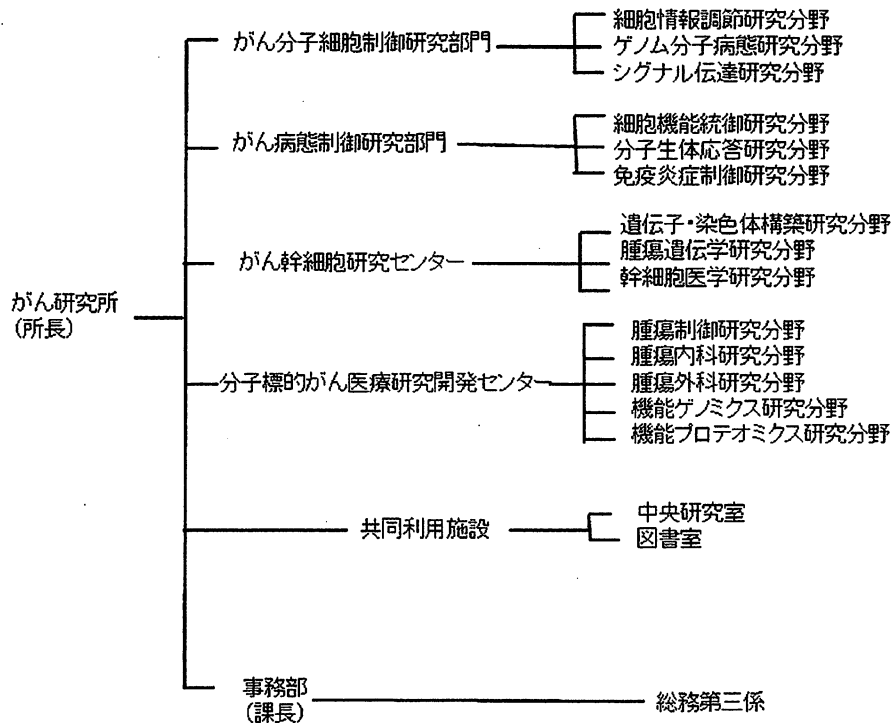 がん分子細胞制御研究部門
細胞情報調節研究分野
ゲノム分子病態研究分野
シグナル伝達研究分野
がん病態制御研究部門
細胞機能統御研究分野
分子生体応答研究分野
免疫炎症制御研究分野
がん幹細胞研究センター
遺伝子・染色体構築研究分野
腫瘍遺伝学研究分野
幹細胞医学研究分野
がん研究所
(所長)
分子標的がん医療研究開発センター
腫瘍制御研究分野
腫瘍内科研究分野
腫瘍外科研究分野
機能ゲノミクス研究分野
機能プロテオミクス研究分野
共同利用施設
中央研究室
図書室
事務部
(課長)
総務第三係